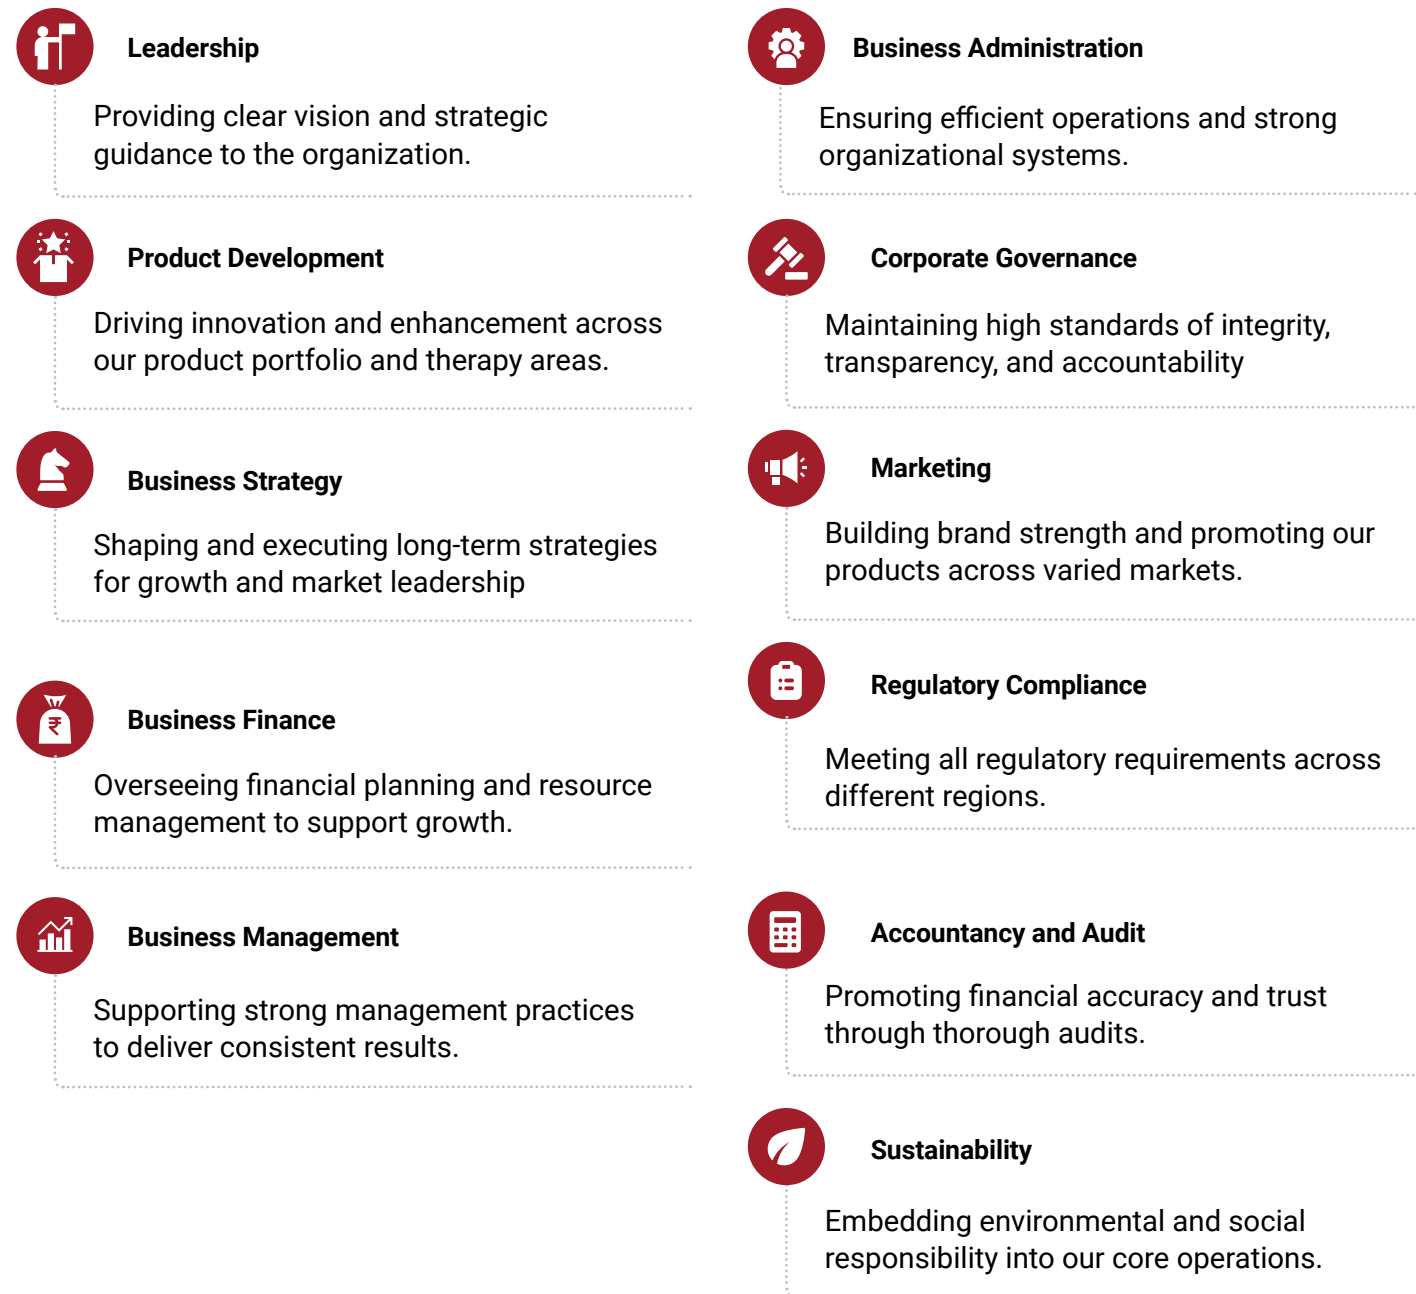 Leadership
Providing clear vision and strategic
guidance to the organization.
Product Development
Driving innovation and enhancement across
our product portfolio and therapy areas.
Business Strategy
Shaping and executing long-term strategies
for growth and market leadership
₹
Business Finance
Overseeing financial planning and resource
management to support growth.
Business Management
Supporting strong management practices
to deliver consistent results.
Business Administration
Ensuring efficient operations and strong
organizational systems.
Corporate Governance
Maintaining high standards of integrity,
transparency, and accountability
Marketing
Building brand strength and promoting our
products across varied markets.
Regulatory Compliance
Meeting all regulatory requirements across
different regions.
Accountancy and Audit
Promoting financial accuracy and trust
through thorough audits.
Sustainability
Embedding environmental and social
responsibility into our core operations.